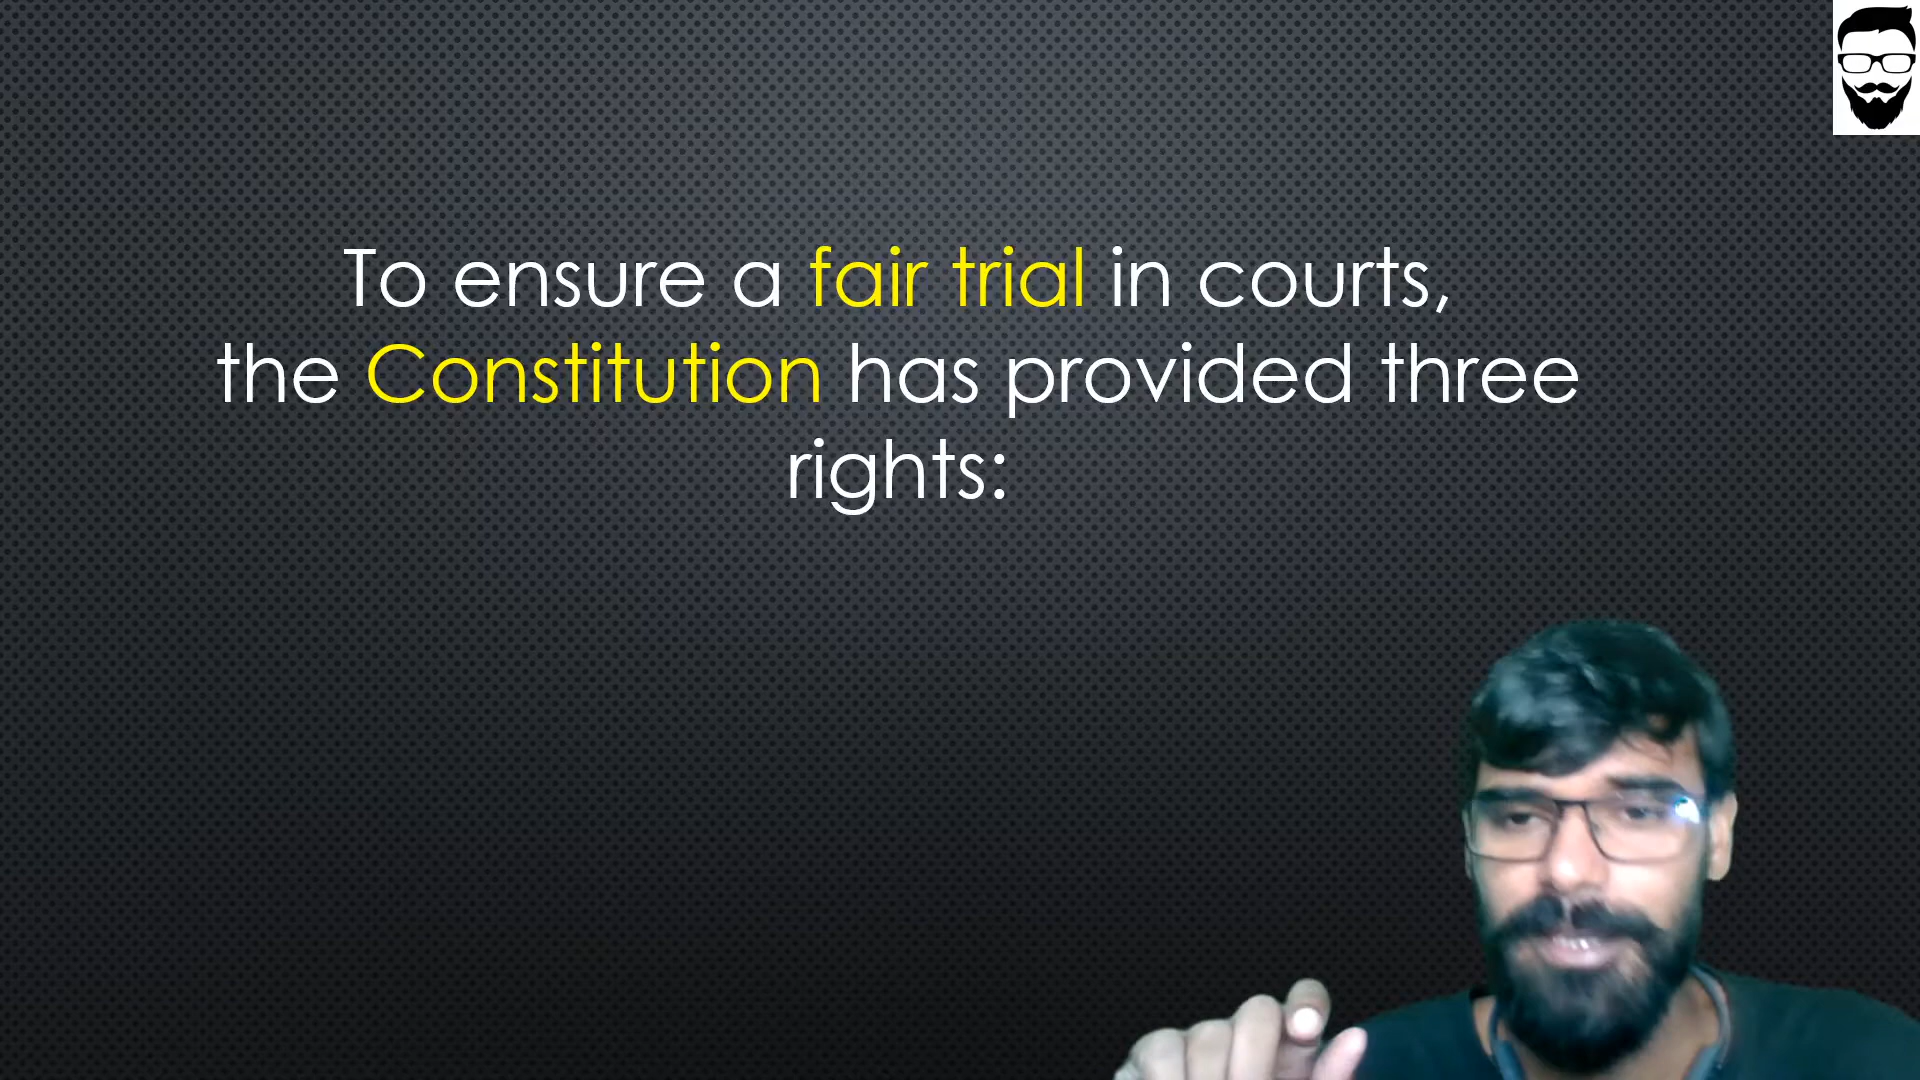 To ensure a fair trial in courts,
the Constitution has provided three
rights: